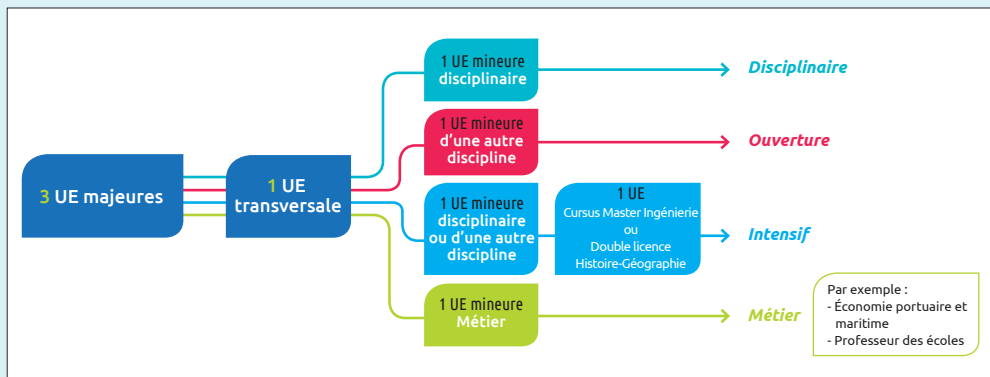 3 UE majeures
1 UE
transversale
1 UE mineure
disciplinaire
Disciplinaire
1 UE mineure
d'une autre
discipline
Ouverture
1 UE mineure
disciplinaire
ou d'une autre
discipline
1 UE
Cursus Master Ingénierie
ou
Double licence
Histoire-Géographie
Intensif
1 UE mineure
Métier
Métier
Par exemple :
- Économie portuaire et
maritime
- Professeur des écoles